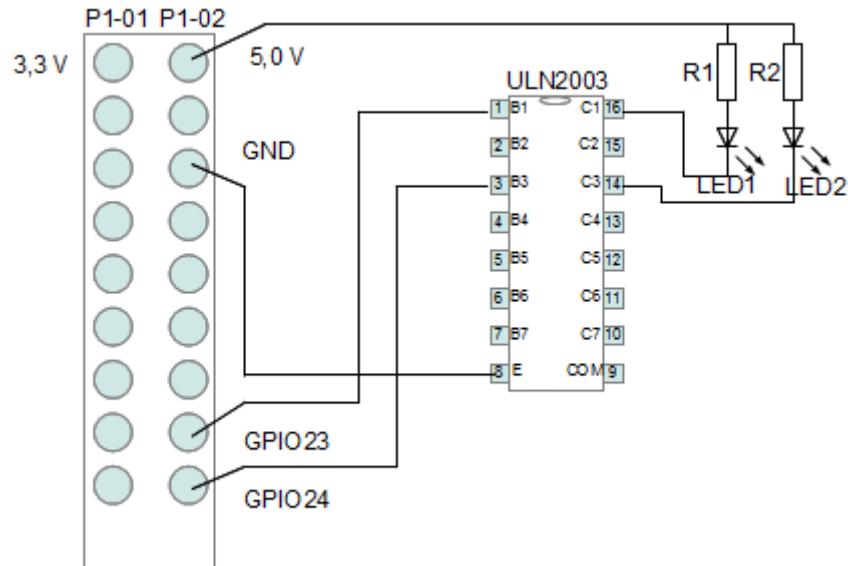 P1-01 P1-02
3,3 V
5,0 V
GND
GPIO23
GPIO24
ULN2003
1 B1 C1 16
2 B2 C2 15
3 B3 C3 14
4 B4 C4 13
5 B5 C5 12
6 B6 C6 11
7 B7 C7 10
8 E COM 9
R1 R2
LED1 LED2